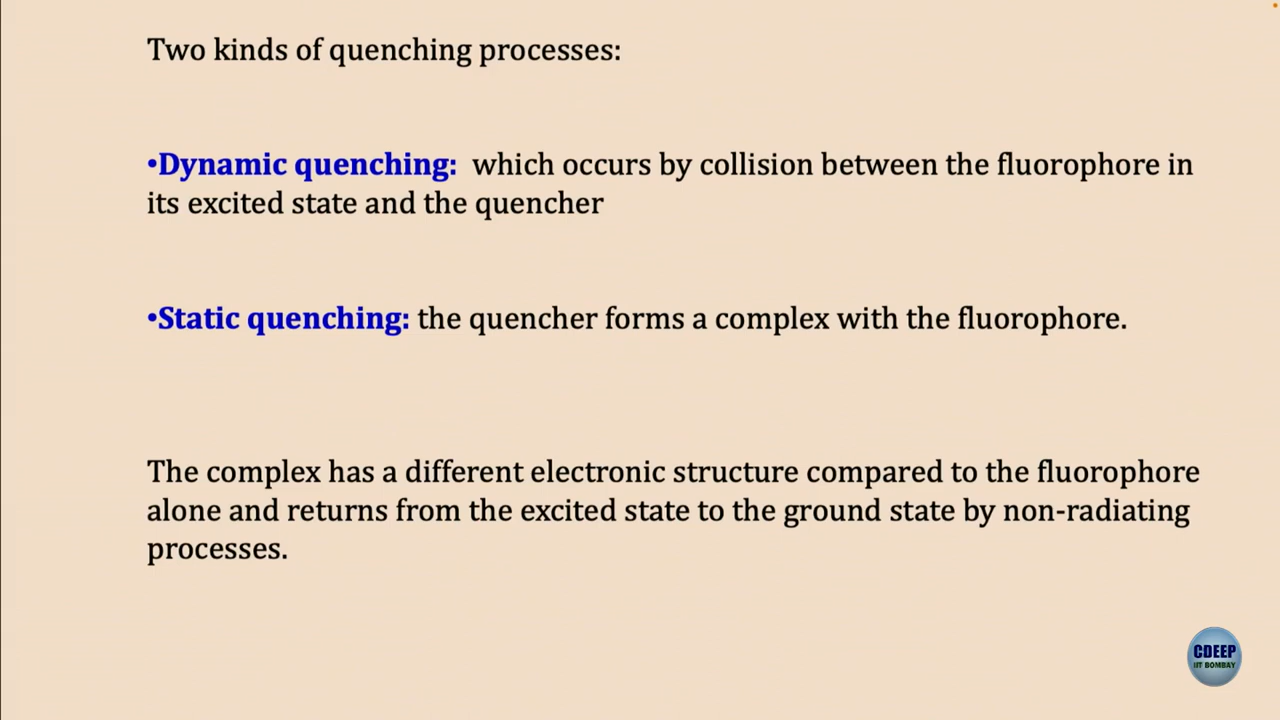 Two kinds of quenching processes:
•Dynamic quenching: which occurs by collision between the fluorophore in
its excited state and the quencher
•Static quenching: the quencher forms a complex with the fluorophore.
The complex has a different electronic structure compared to the fluorophore
alone and returns from the excited state to the ground state by non-radiating
processes.
CDEEP
IIT BOMBAY